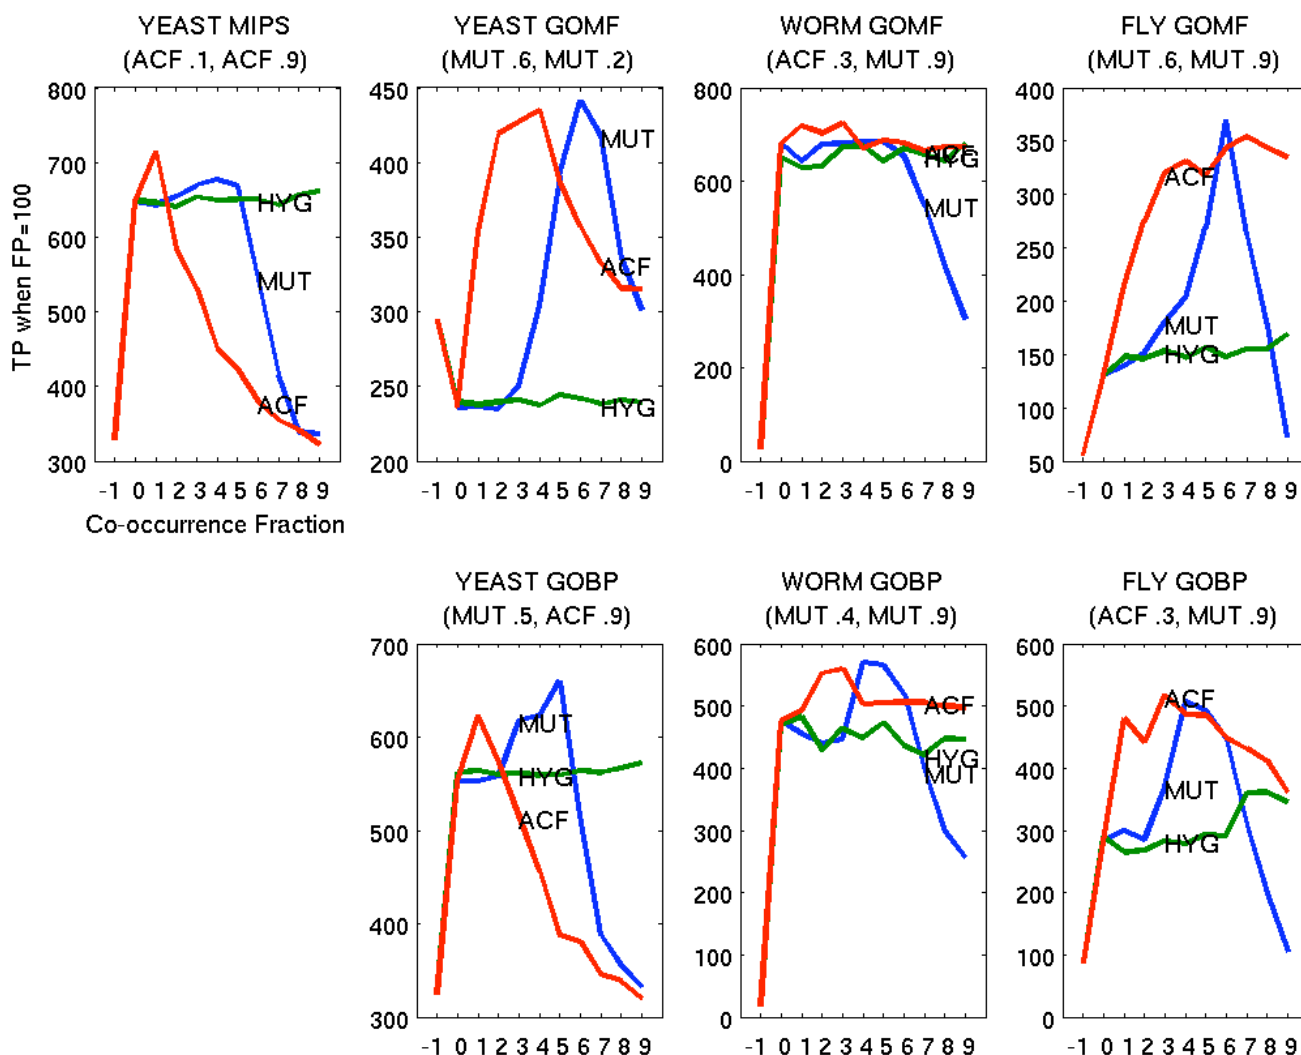 YEAST MIPS
(ACF .1, ACF .9)
YEAST GOMF
(MUT .6, MUT .2)
WORM GOMF
(ACF .3, MUT .9)
FLY GOMF
(MUT .6, MUT .9)
TP when FP=100
800
700
600
500
400
300
HYG
MUT
ACF
-1 0 1 2 3 4 5 6 7 8 9
Co-occurrence Fraction
450
400
350
300
250
200
MUT
ACF
HYG
-1 0 1 2 3 4 5 6 7 8 9
800
600
400
200
0
ACF
HYG
MUT
-1 0 1 2 3 4 5 6 7 8 9
400
350
300
250
200
150
100
50
ACF
MUT
HYG
-1 0 1 2 3 4 5 6 7 8 9
YEAST GOBP
(MUT .5, ACF .9)
WORM GOBP
(MUT .4, MUT .9)
FLY GOBP
(ACF .3, MUT .9)
700
600
500
400
300
MUT
HYG
ACF
-1 0 1 2 3 4 5 6 7 8 9
600
500
400
300
200
100
0
ACF
HYG
MUT
-1 0 1 2 3 4 5 6 7 8 9
600
500
400
300
200
100
0
ACF
MUT
HYG
-1 0 1 2 3 4 5 6 7 8 9